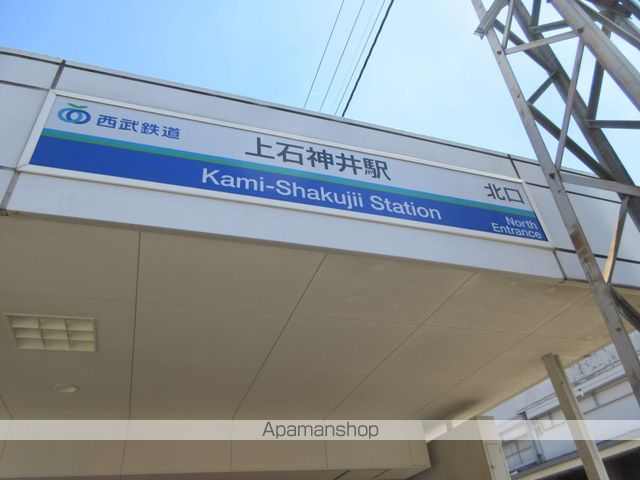 西武鉄道
上石神井駅
北口
Kami-Shakujii Station
North
Entrance
Apamanshop